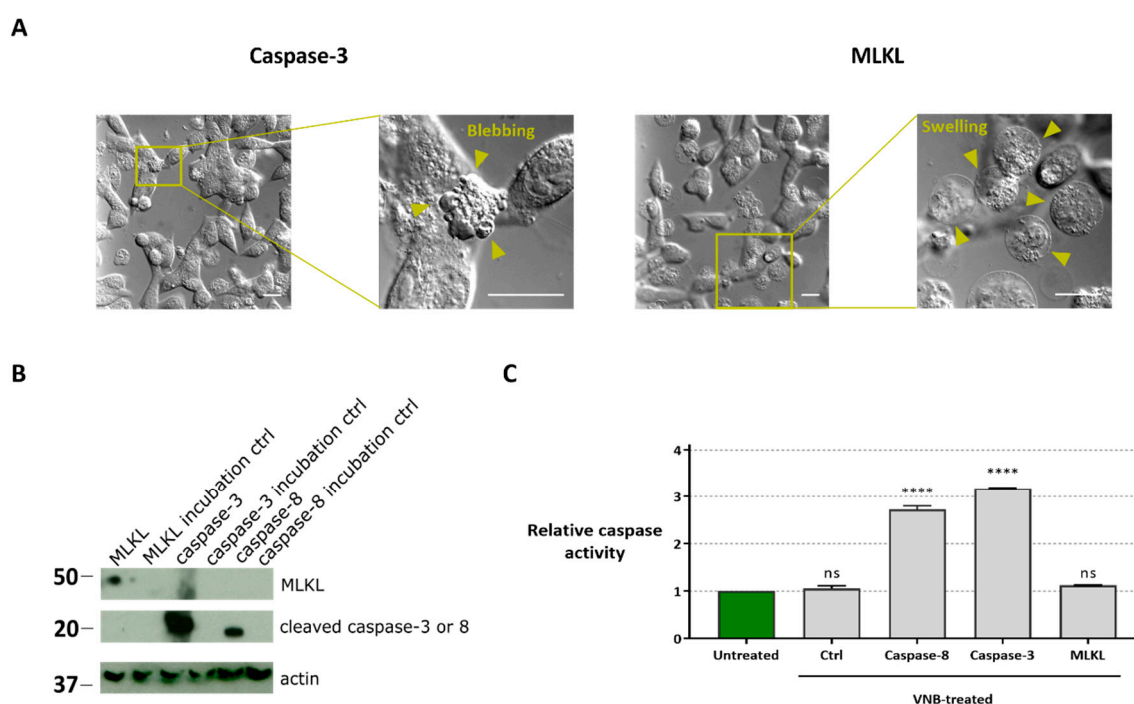 A
Caspase-3
MLKL
Blebbing
Swelling
B
MLKL
MLKL incubation ctrl
caspase-3
caspase-3 incubation ctrl
caspase-8
caspase-8 incubation ctrl
50
MLKL
20
cleaved caspase-3 or 8
37
actin
C
Relative caspase
activity
4
3
2
1
0
ns
****
****
ns
Untreated
Ctrl
Caspase-8
Caspase-3
MLKL
VNB-treated